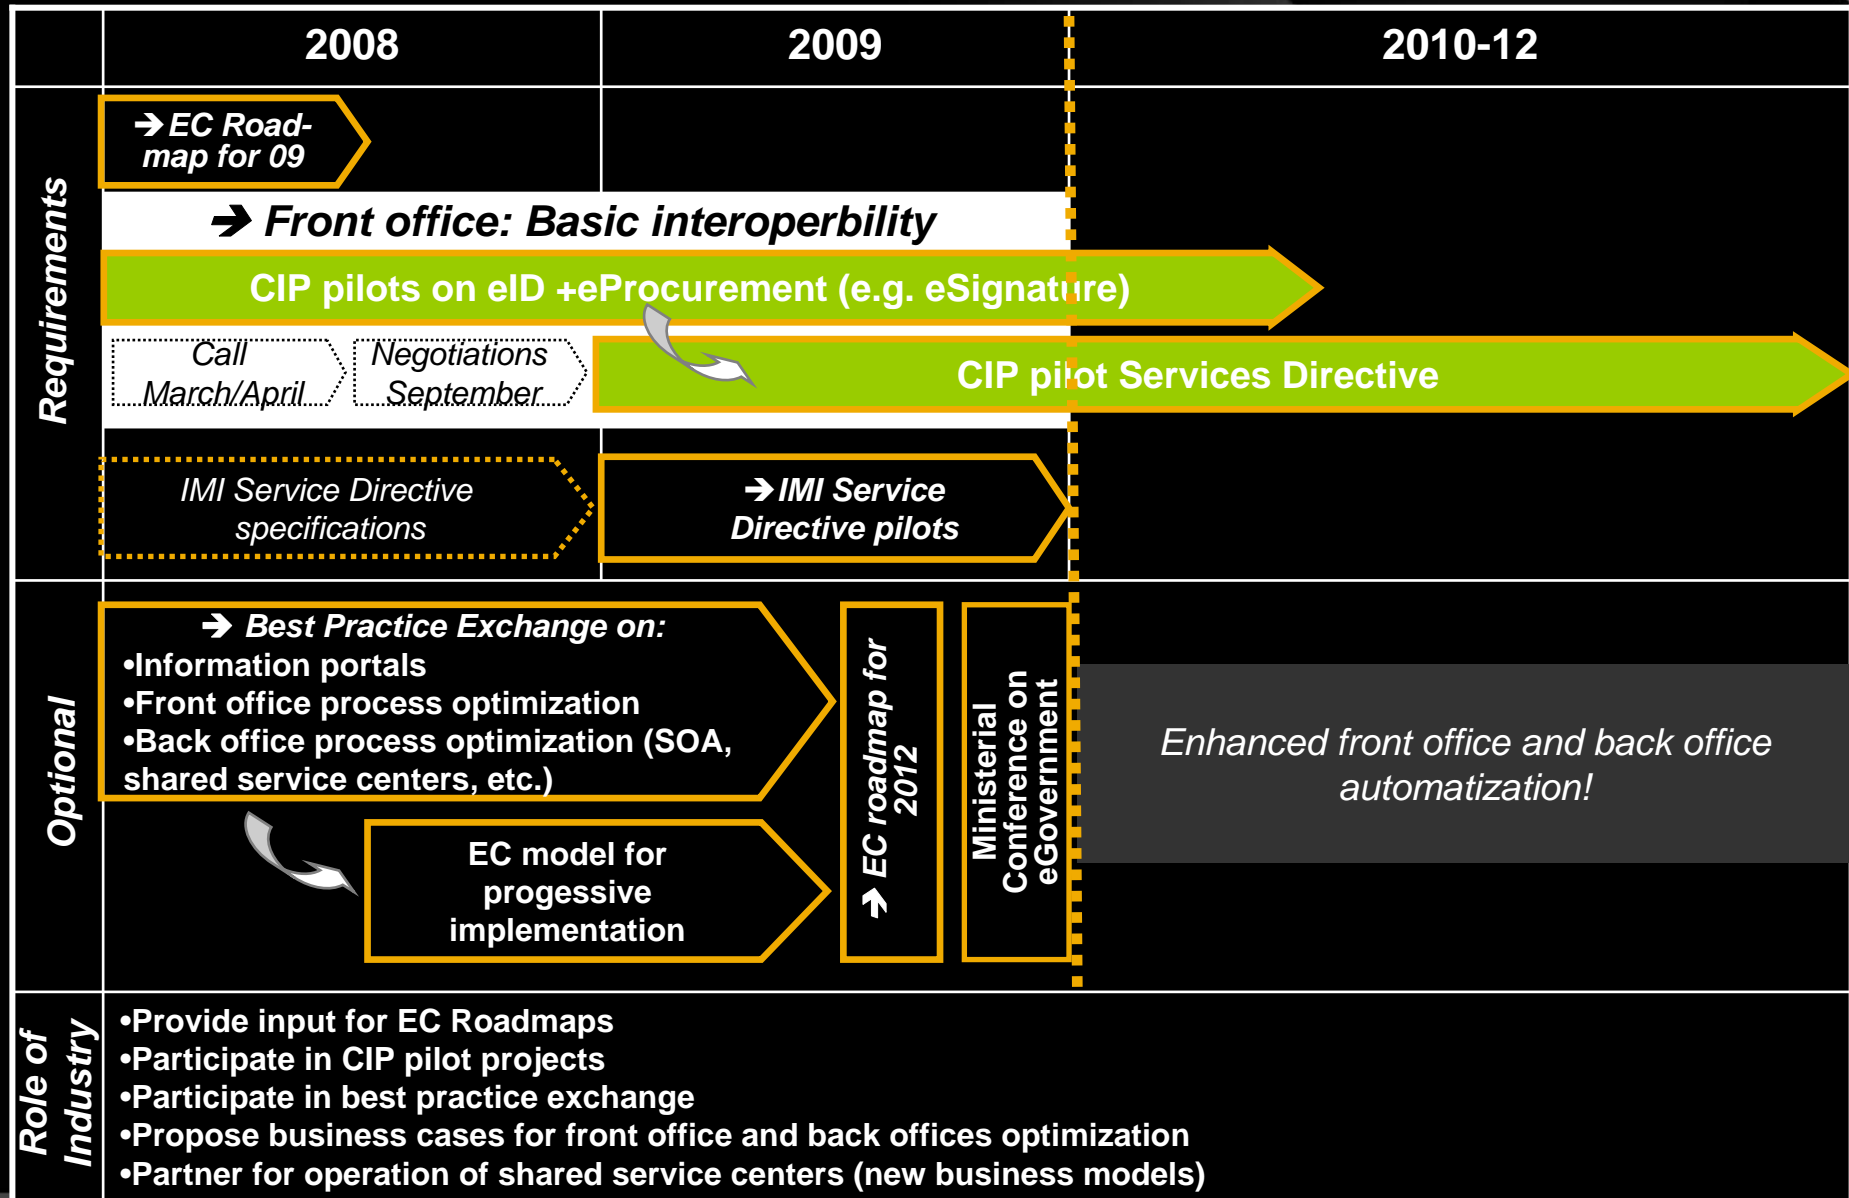 2008
2009
2010-12
Requirements
➔ EC Road-
map for 09
➔ Front office: Basic interoperbility
CIP pilots on eID +eProcurement (e.g. eSignature)
Call
March/April
Negotiations
September
CIP pilot Services Directive
IMI Service Directive
specifications
➔ IMI Service
Directive pilots
Optional
➔ Best Practice Exchange on:
•Information portals
•Front office process optimization
•Back office process optimization (SOA,
shared service centers, etc.)
EC model for
progessive
implementation
➔ EC roadmap for
2012
Ministerial
Conference on
eGovernment
Enhanced front office and back office
automatization!
Role of
Industry
•Provide input for EC Roadmaps
•Participate in CIP pilot projects
•Participate in best practice exchange
•Propose business cases for front office and back offices optimization
•Partner for operation of shared service centers (new business models)